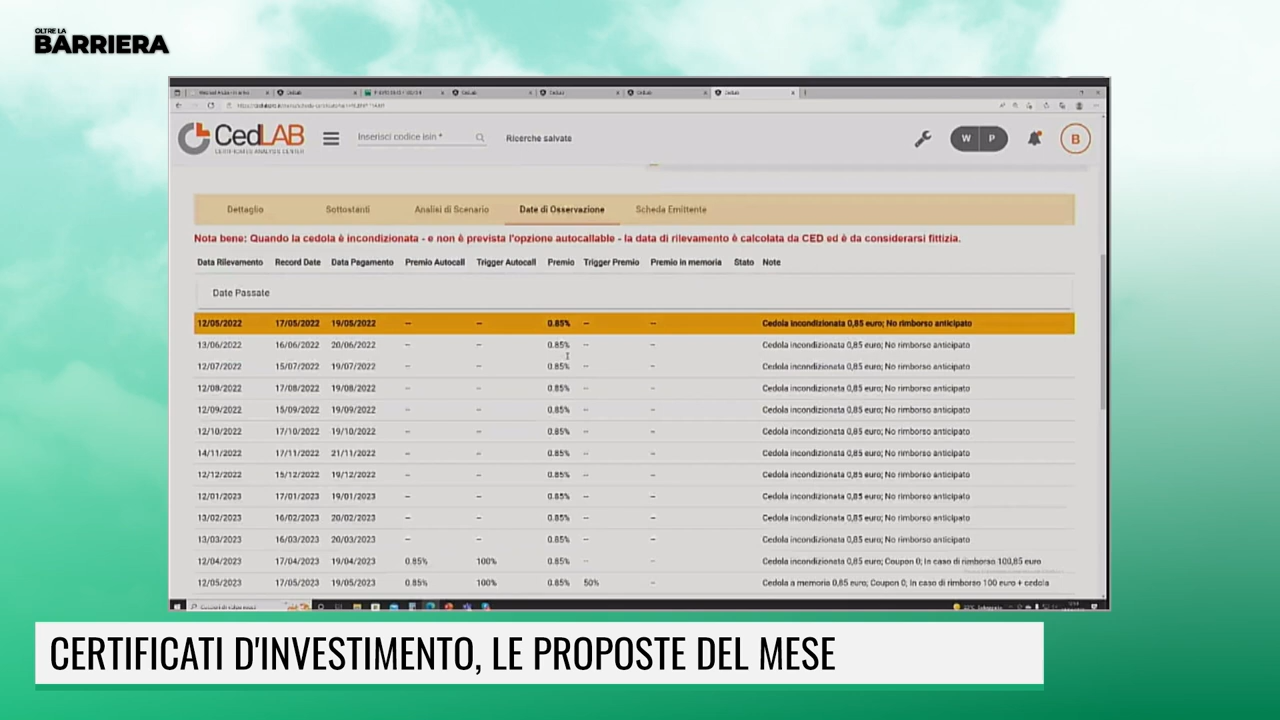 OLTRE LA
BARRIERA
CedLAB
CERTIFICATES ANALYSIS CENTER
Inserisci codice isin *
Ricerche salvate
W P
B
Dettaglio Sottostanti Analisi di Scenario Date di Osservazione Scheda Emittente
Nota bene: Quando la cedola è incondizionata - e non è prevista l'opzione autocallable - la data di rilevamento è calcolata da CED ed è da considerarsi fittizia.
Data Rilevamento Record Date Data Pagamento Premio Autocall Trigger Autocall Premio Trigger Premio Premio in memoria Stato Note
Date Passate
12/05/2022 17/05/2022 19/05/2022 -- -- 0.85% -- -- Cedola incondizionata 0,85 euro; No rimborso anticipato
13/06/2022 16/06/2022 20/06/2022 -- -- 0.85% -- -- Cedola incondizionata 0,85 euro; No rimborso anticipato
12/07/2022 15/07/2022 19/07/2022 -- -- 0.85% -- -- Cedola incondizionata 0,85 euro; No rimborso anticipato
12/08/2022 17/08/2022 19/08/2022 -- -- 0.85% -- -- Cedola incondizionata 0,85 euro; No rimborso anticipato
12/09/2022 15/09/2022 19/09/2022 -- -- 0.85% -- -- Cedola incondizionata 0,85 euro; No rimborso anticipato
12/10/2022 17/10/2022 19/10/2022 -- -- 0.85% -- -- Cedola incondizionata 0,85 euro; No rimborso anticipato
14/11/2022 17/11/2022 21/11/2022 -- -- 0.85% -- -- Cedola incondizionata 0,85 euro; No rimborso anticipato
12/12/2022 15/12/2022 19/12/2022 -- -- 0.85% -- -- Cedola incondizionata 0,85 euro; No rimborso anticipato
12/01/2023 17/01/2023 19/01/2023 -- -- 0.85% -- -- Cedola incondizionata 0,85 euro; No rimborso anticipato
13/02/2023 16/02/2023 20/02/2023 -- -- 0.85% -- -- Cedola incondizionata 0,85 euro; No rimborso anticipato
13/03/2023 16/03/2023 20/03/2023 -- -- 0.85% -- -- Cedola incondizionata 0,85 euro; No rimborso anticipato
12/04/2023 17/04/2023 19/04/2023 0.85% 100% 0.85% -- -- Cedola incondizionata 0,85 euro; Coupon 0; In caso di rimborso 100,85 euro
12/05/2023 17/05/2023 19/05/2023 0.85% 100% 0.85% 50% -- Cedola a memoria 0,85 euro; Coupon 0; In caso di rimborso 100 euro + cedola
CERTIFICATI D'INVESTIMENTO, LE PROPOSTE DEL MESE